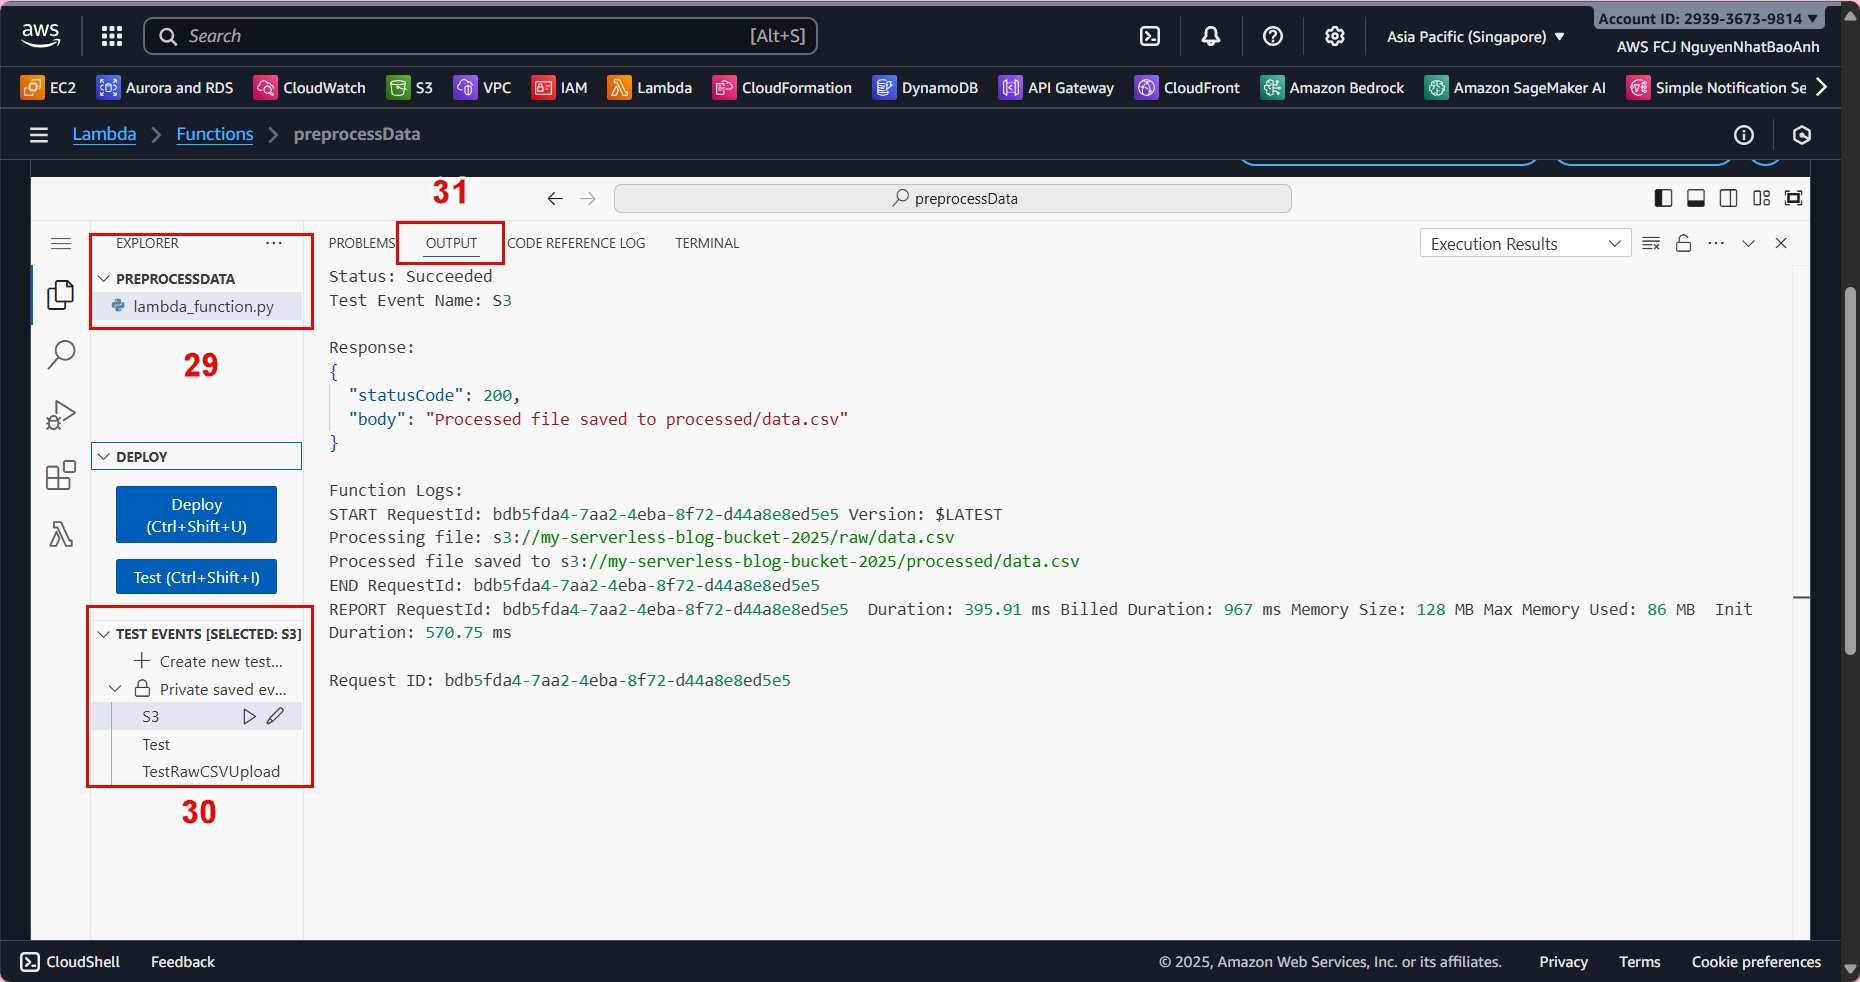 aws
Search
[Alt+S]
Asia Pacific (Singapore)
Account ID: 2939-3673-9814
AWS FCJ NguyenNhatBaoAnh
EC2
Aurora and RDS
CloudWatch
S3
VPC
IAM
Lambda
CloudFormation
DynamoDB
API Gateway
CloudFront
Amazon Bedrock
Amazon SageMaker AI
Simple Notification Se
Lambda
Functions
preprocessData
31
preprocessData
EXPLORER
PREPROCESSDATA
lambda_function.py
29
DEPLOY
Deploy
(Ctrl+Shift+U)
Test (Ctrl+Shift+I)
TEST EVENTS [SELECTED: S3]
Create new test...
Private saved ev...
S3
Test
TestRawCSVUpload
30
PROBLEMS
OUTPUT
CODE REFERENCE LOG
TERMINAL
Execution Results
Status: Succeeded
Test Event Name: S3
Response:
{
"statusCode": 200,
"body": "Processed file saved to processed/data.csv"
}
Function Logs:
START RequestId: bdb5fda4-7aa2-4eba-8f72-d44a8e8ed5e5 Version: $LATEST
Processing file: s3://my-serverless-blog-bucket-2025/raw/data.csv
Processed file saved to s3://my-serverless-blog-bucket-2025/processed/data.csv
END RequestId: bdb5fda4-7aa2-4eba-8f72-d44a8e8ed5e5
REPORT RequestId: bdb5fda4-7aa2-4eba-8f72-d44a8e8ed5e5 Duration: 395.91 ms Billed Duration: 967 ms Memory Size: 128 MB Max Memory Used: 86 MB Init
Duration: 570.75 ms
Request ID: bdb5fda4-7aa2-4eba-8f72-d44a8e8ed5e5
CloudShell
Feedback
© 2025, Amazon Web Services, Inc. or its affiliates.
Privacy
Terms
Cookie preferences